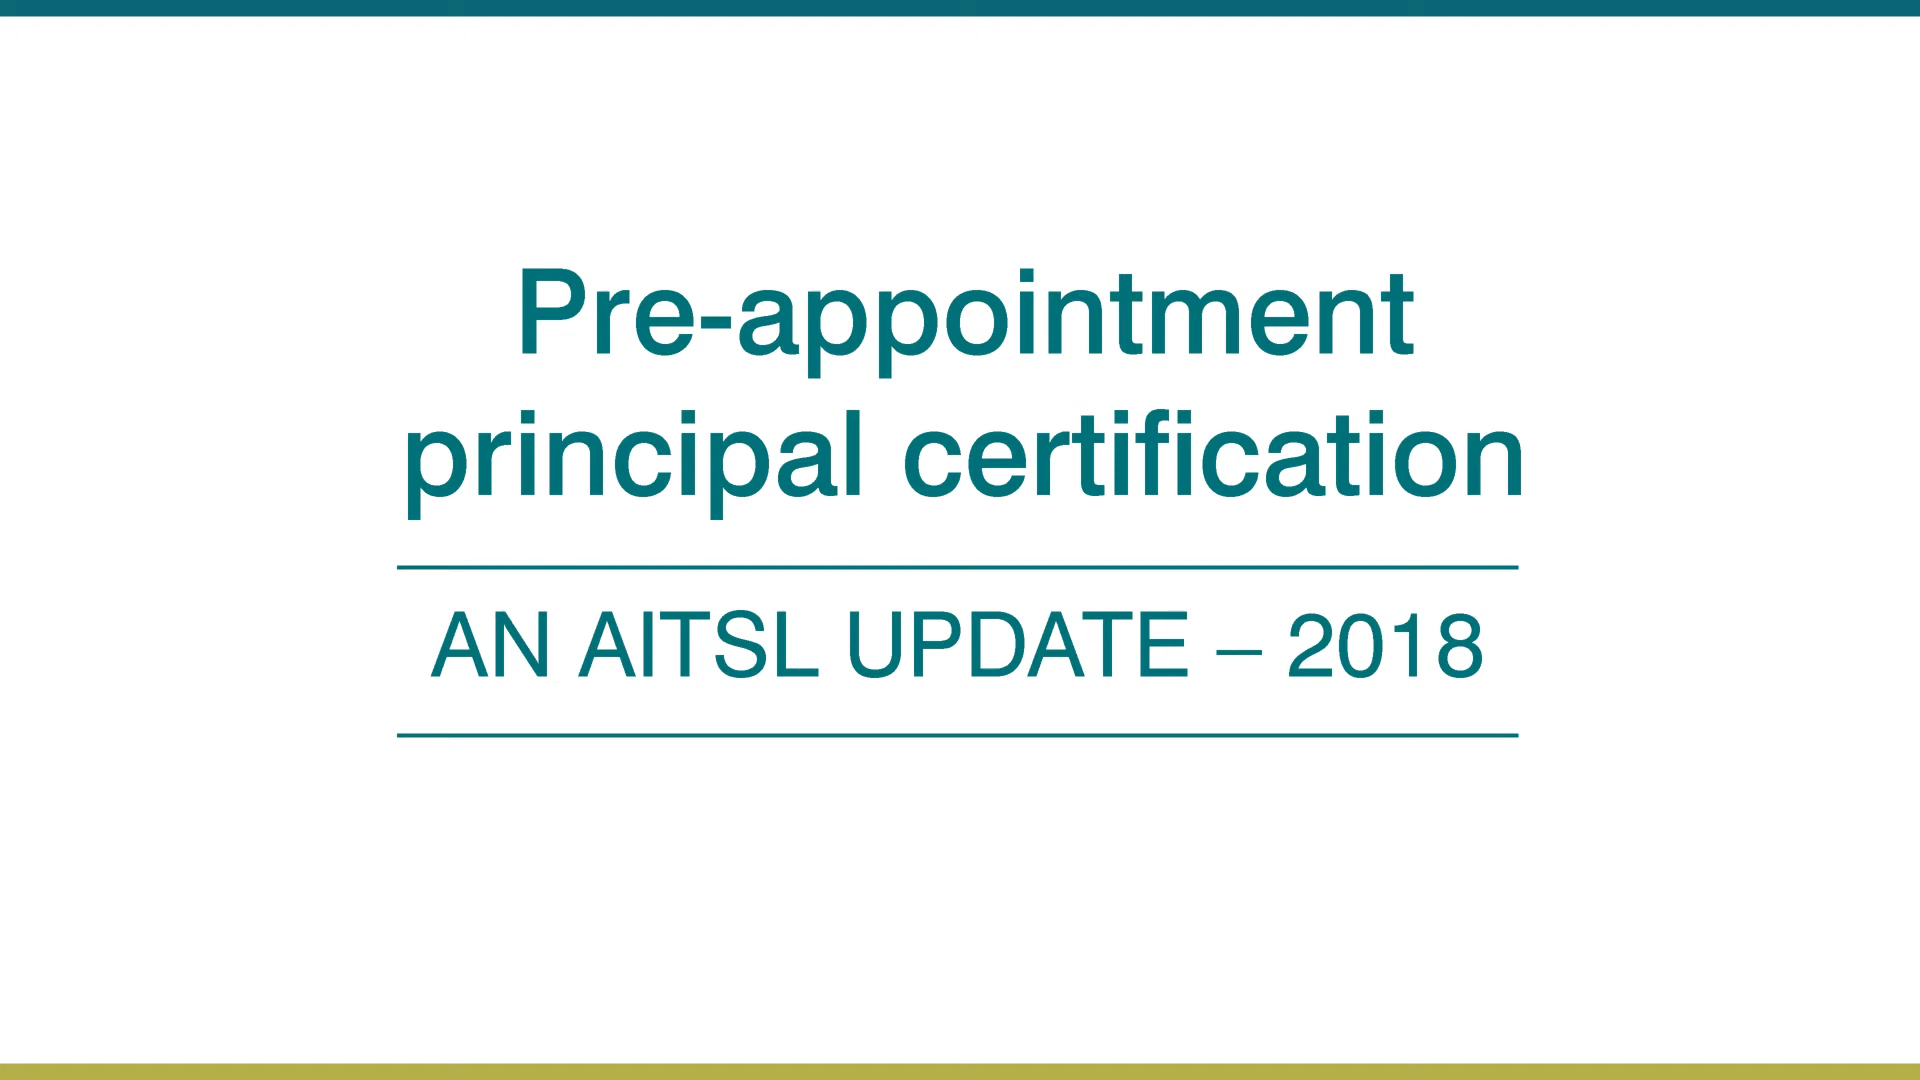 Pre-appointment
principal certification
AN AITSL UPDATE – 2018